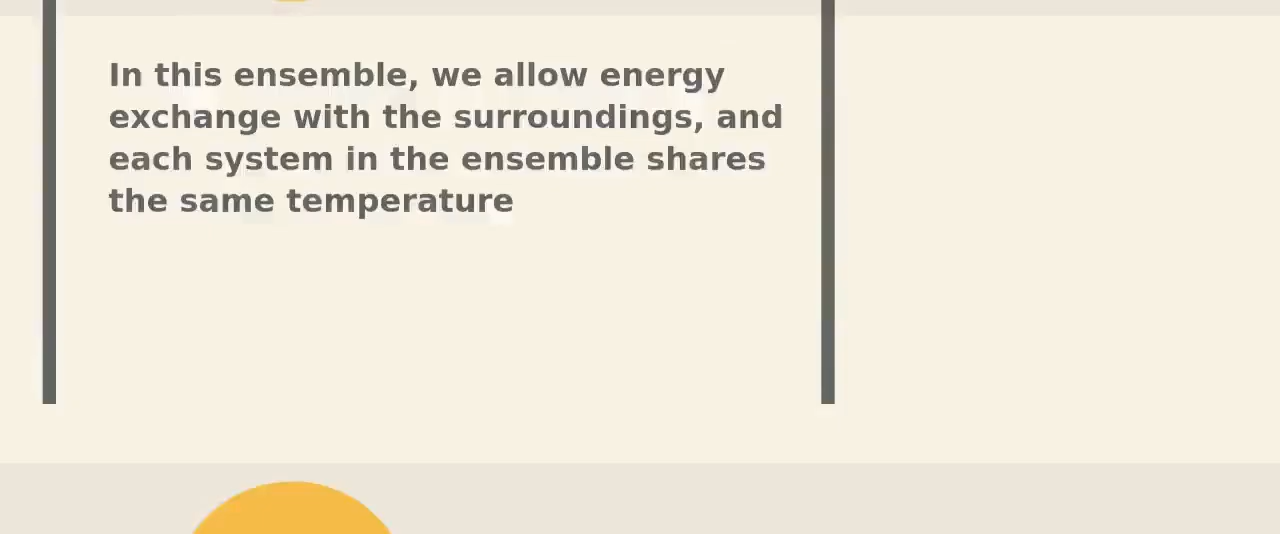 In this ensemble, we allow energy
exchange with the surroundings, and
each system in the ensemble shares
the same temperature